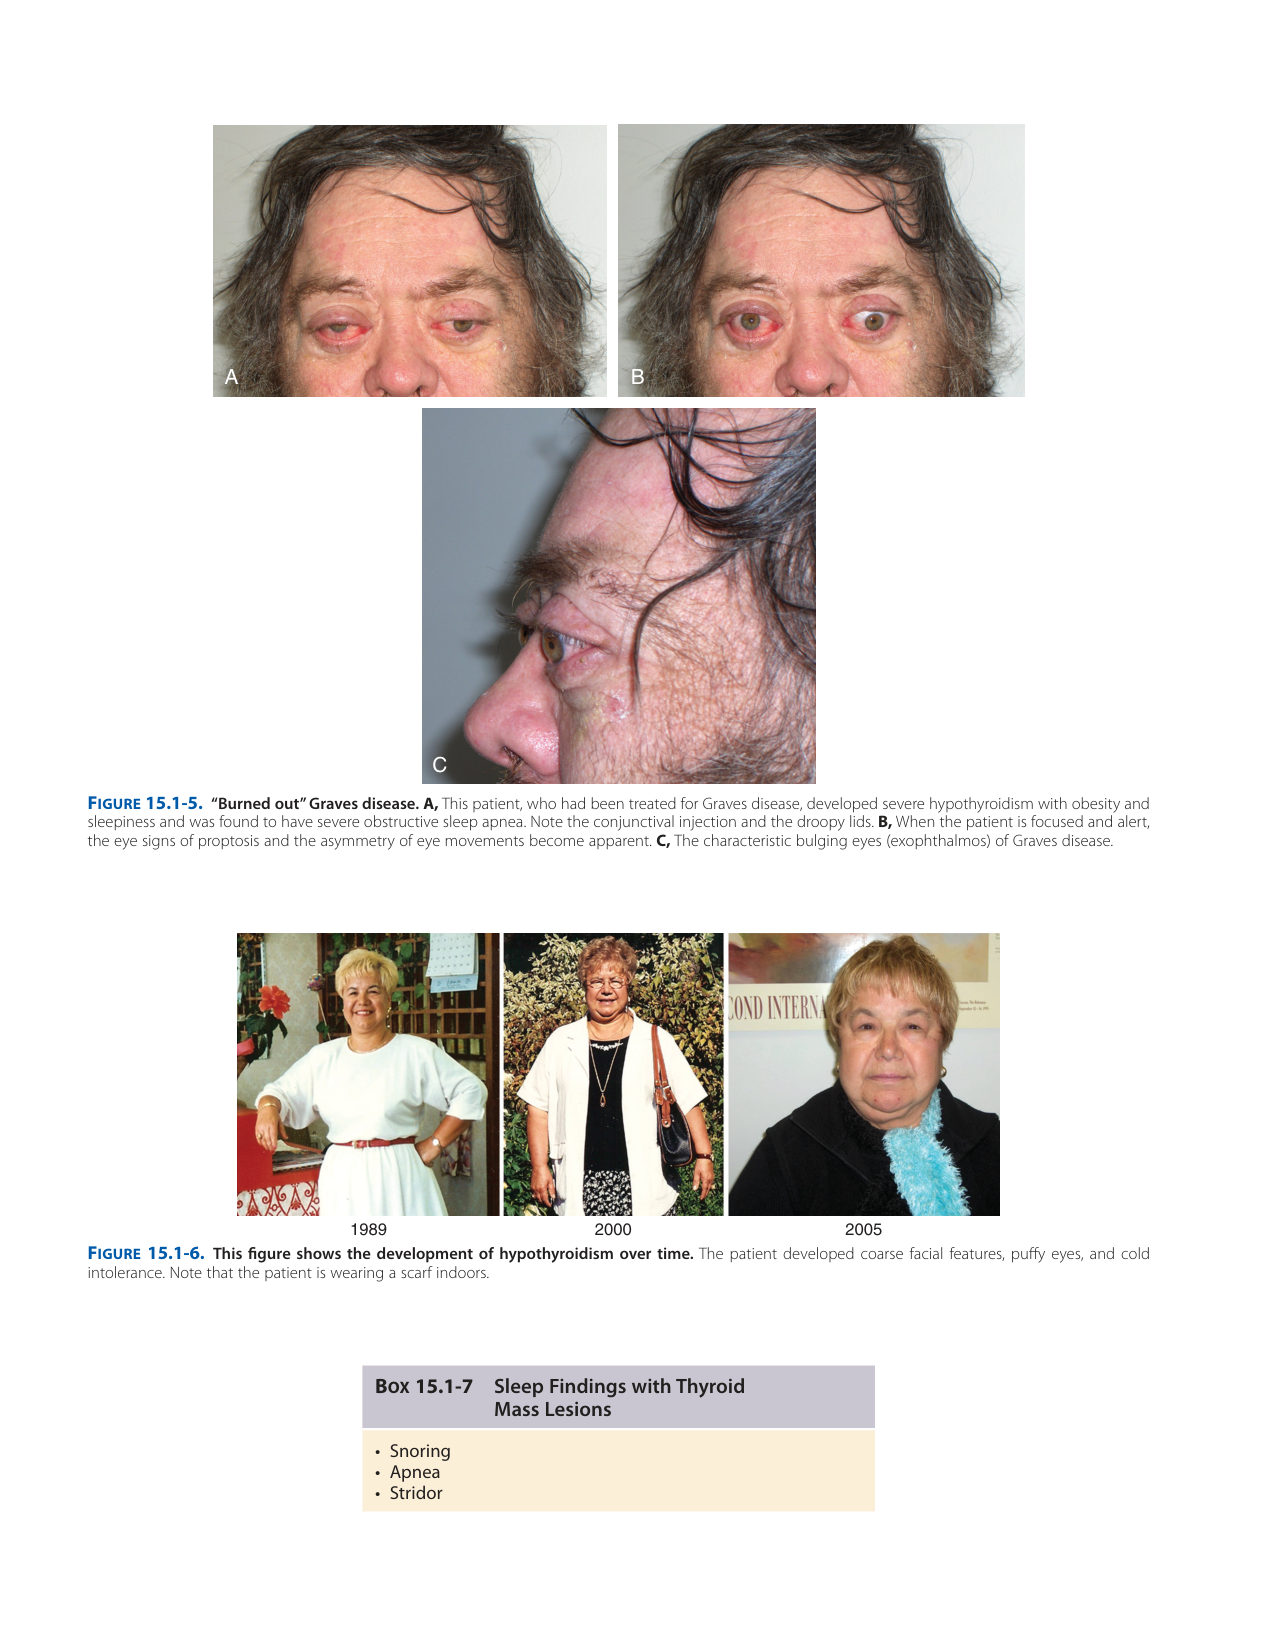 A
B
C
FIGURE 15.1-5. “Burned out” Graves disease. A, This patient, who had been treated for Graves disease, developed severe hypothyroidism with obesity and
sleepiness and was found to have severe obstructive sleep apnea. Note the conjunctival injection and the droopy lids. B, When the patient is focused and alert,
the eye signs of proptosis and the asymmetry of eye movements become apparent. C, The characteristic bulging eyes (exophthalmos) of Graves disease.
COND INTERNA
1989
2000
2005
FIGURE 15.1-6. This figure shows the development of hypothyroidism over time. The patient developed coarse facial features, puffy eyes, and cold
intolerance. Note that the patient is wearing a scarf indoors.
BOX 15.1-7 Sleep Findings with Thyroid
Mass Lesions
• Snoring
• Apnea
• Stridor